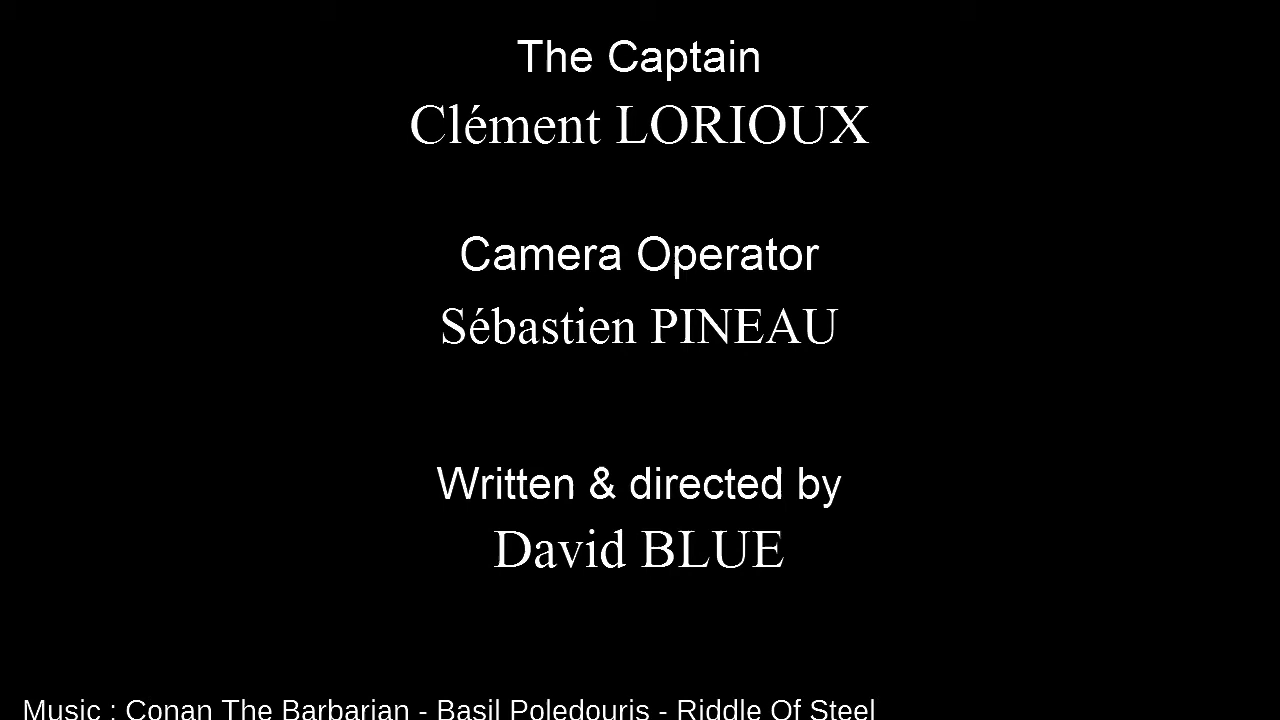 The Captain
Clément LORIOUX
Camera Operator
Sébastien PINEAU
Written & directed by
David BLUE
Music : Conan The Barbarian - Basil Poledouris - Riddle Of Steel